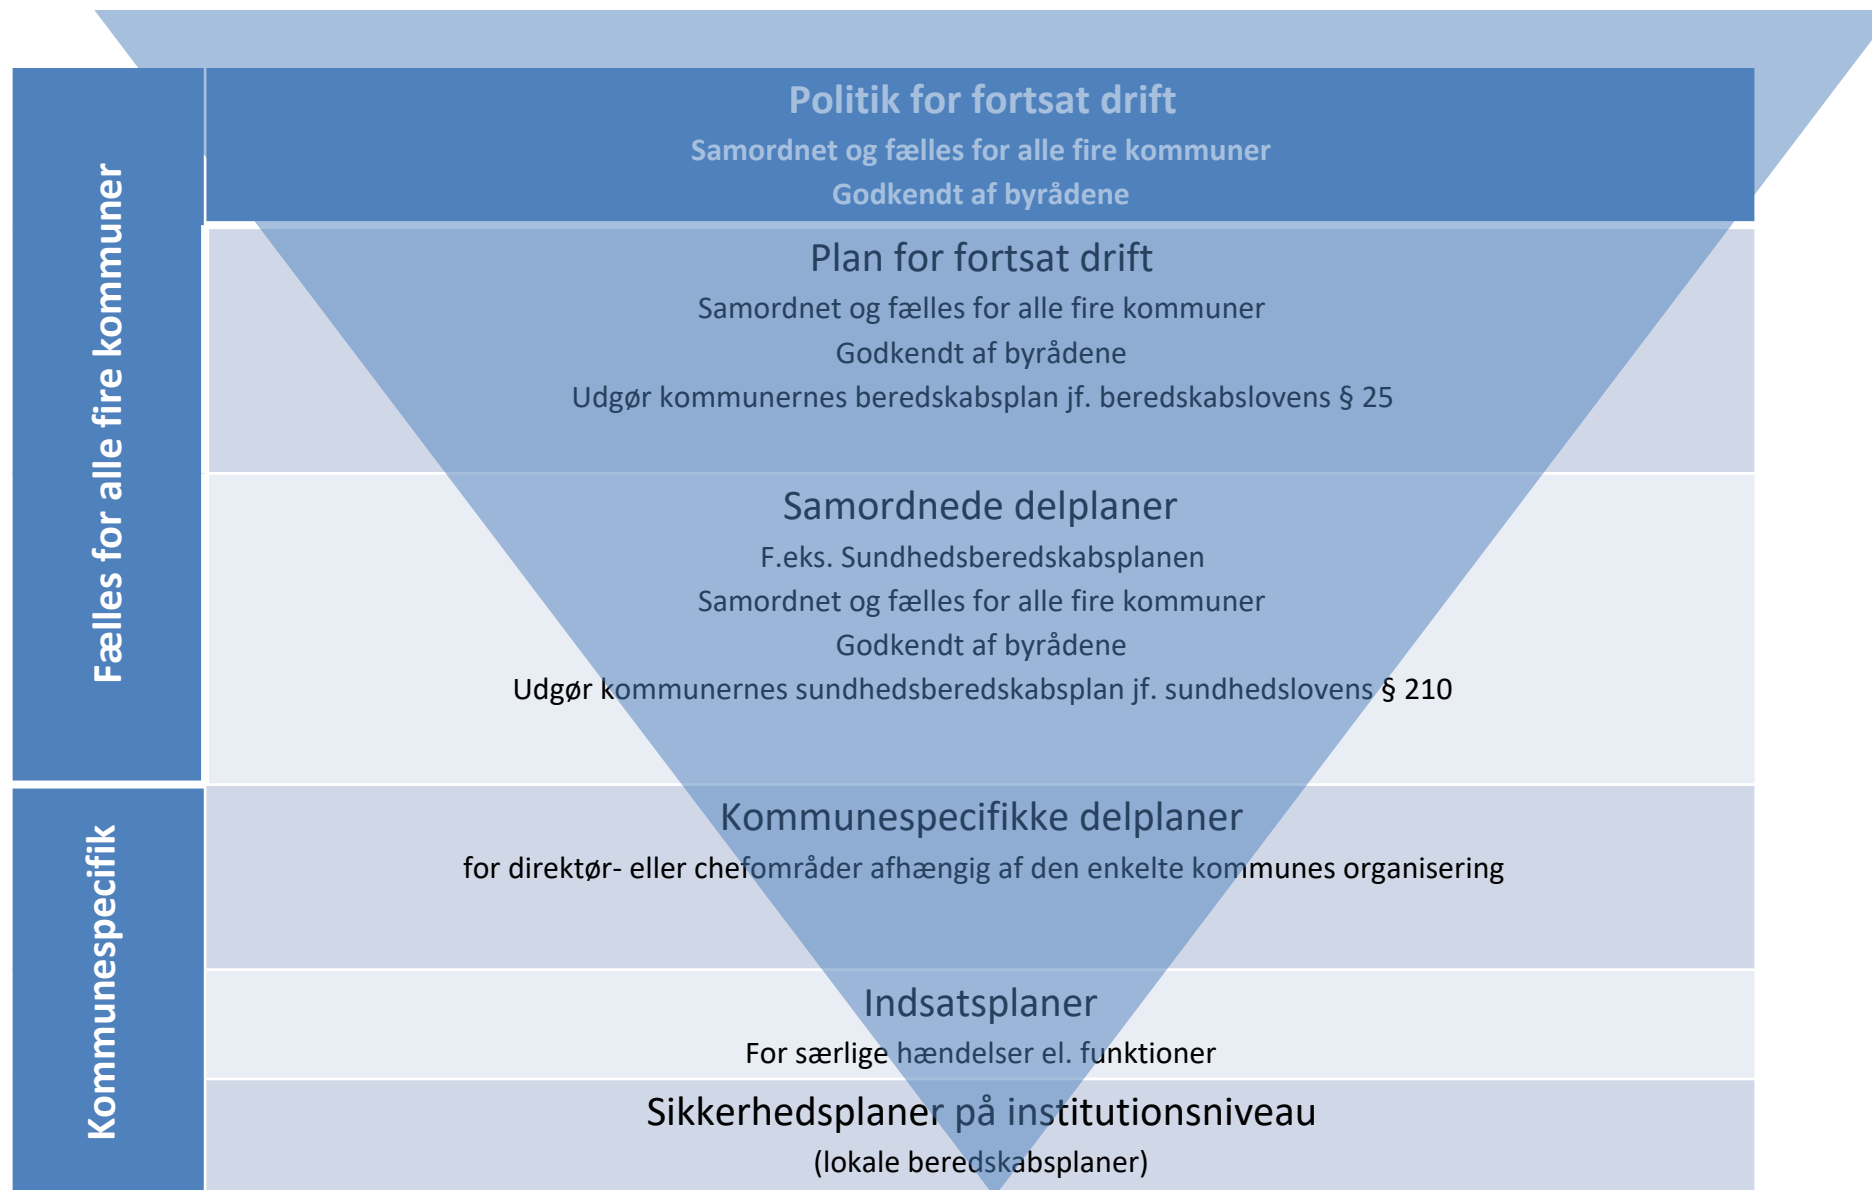 Fælles for alle fire kommuner
Politik for fortsat drift
Samordnet og fælles for alle fire kommuner
Godkendt af byrådene
Plan for fortsat drift
Samordnet og fælles for alle fire kommuner
Godkendt af byrådene
Udgør kommunernes beredskabsplan jf. beredskabslovens § 25
Samordnede delplaner
F.eks. Sundhedsberedskabsplanen
Samordnet og fælles for alle fire kommuner
Godkendt af byrådene
Udgør kommunernes sundhedsberedskabsplan jf. sundhedslovens § 210
Kommunespecifik
Kommunespecifikke delplaner
for direktør- eller chefområder afhængig af den enkelte kommunes organisering
Indsatsplaner
For særlige hændelser el. funktioner
Sikkerhedsplaner på institutionsniveau
(lokale beredskabsplaner)